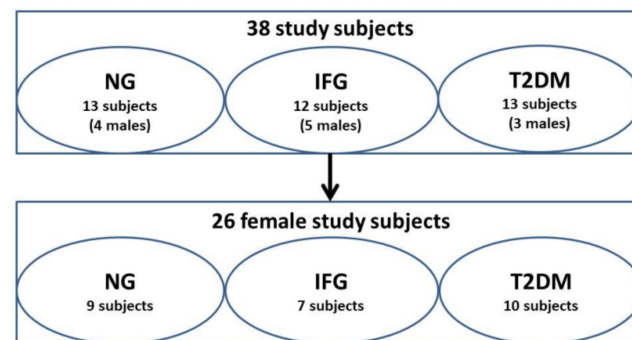 38 study subjects
NG
13 subjects
(4 males)
IFG
12 subjects
(5 males)
T2DM
13 subjects
(3 males)
26 female study subjects
NG
9 subjects
IFG
7 subjects
T2DM
10 subjects